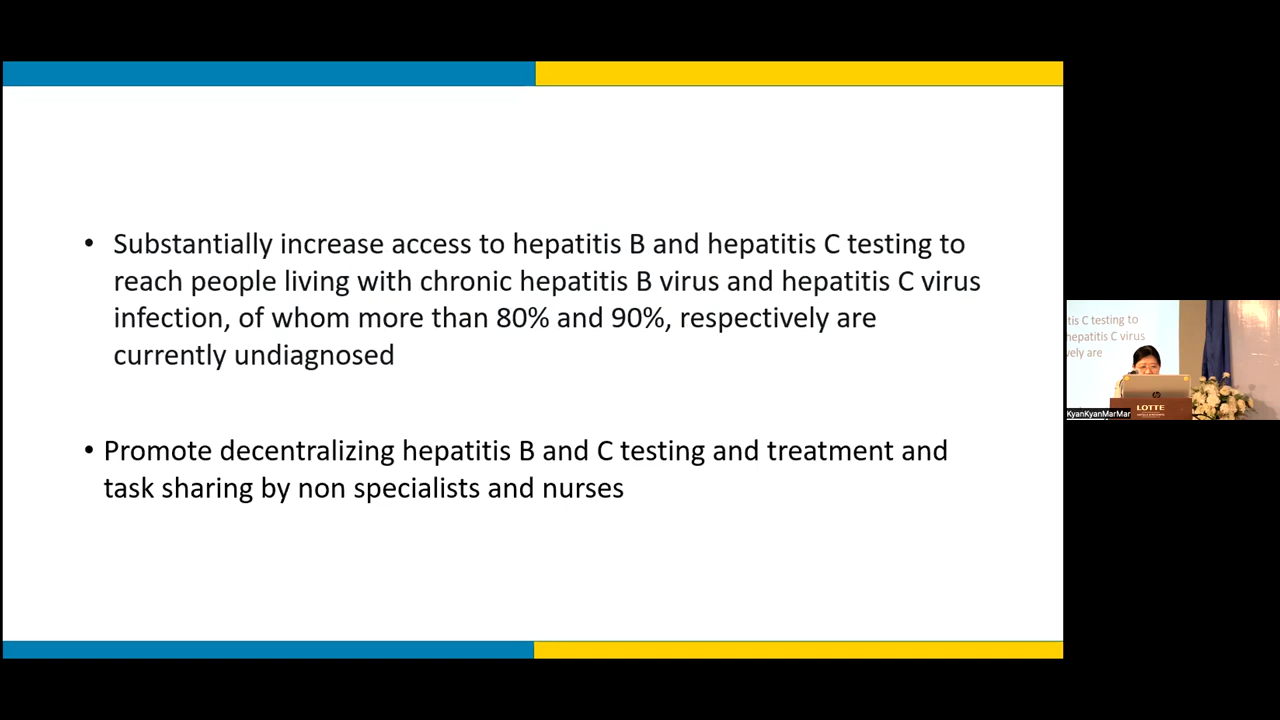 • Substantially increase access to hepatitis B and hepatitis C testing to
reach people living with chronic hepatitis B virus and hepatitis C virus
infection, of whom more than 80% and 90%, respectively are
currently undiagnosed
• Promote decentralizing hepatitis B and C testing and treatment and
task sharing by non specialists and nurses
tis C testing to
hepatitis C virus
vely are
hp
LOTTE
KyanKyanMarMar